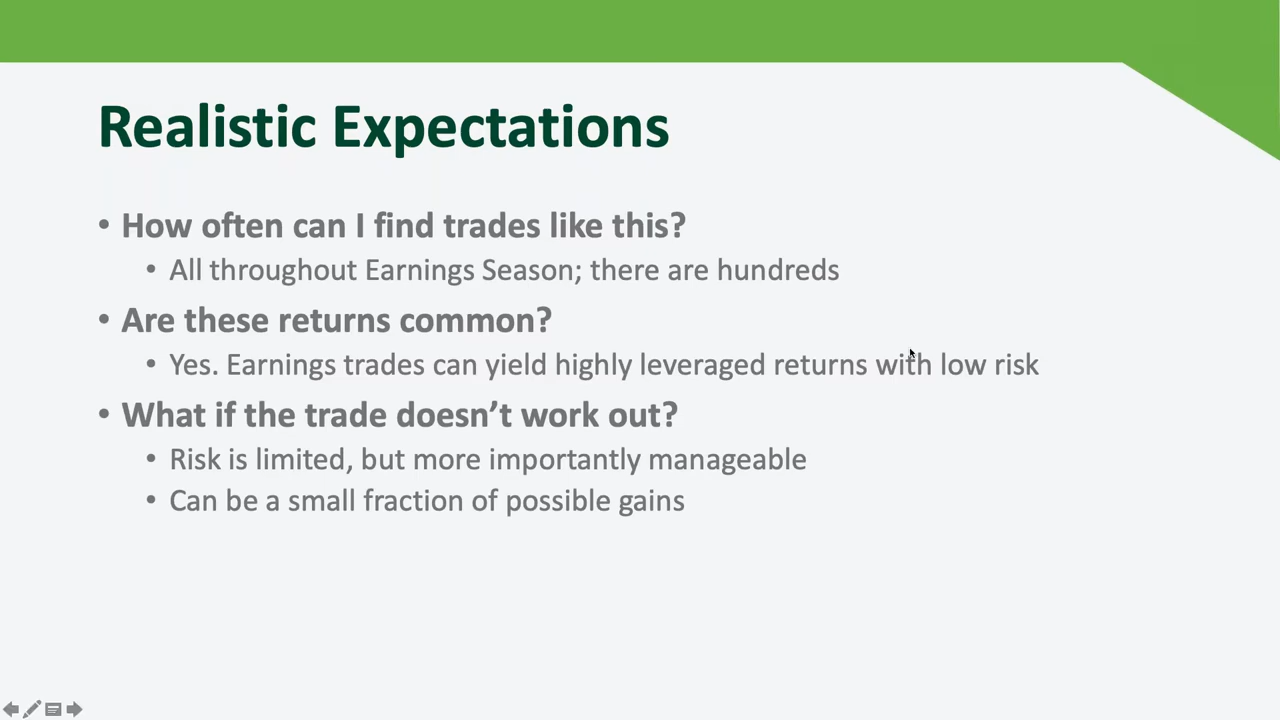 Realistic Expectations
• How often can I find trades like this?
• All throughout Earnings Season; there are hundreds
• Are these returns common?
• Yes. Earnings trades can yield highly leveraged returns with low risk
• What if the trade doesn’t work out?
• Risk is limited, but more importantly manageable
• Can be a small fraction of possible gains